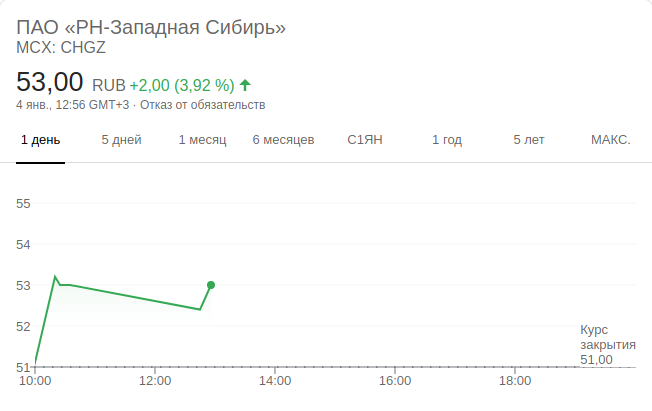 ПАО «РН-Западная Сибирь»
MCX: CHGZ
53,00 RUB +2,00 (3,92 %)
4 янв., 12:56 GMT+3 · Отказ от обязательств
1 день 5 дней 1 месяц 6 месяцев С1ЯН 1 год 5 лет МАКС.
55
54
53
52
Курс
закрытия
51,00
51
10:00 12:00 14:00 16:00 18:00